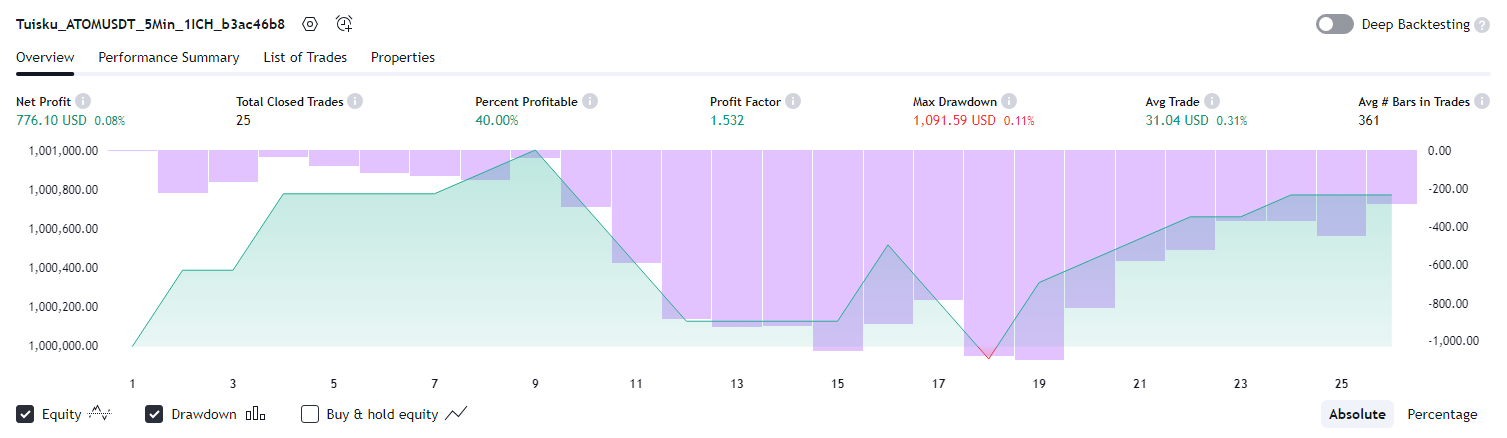 Tuisku_ATOMUSDT_5Min_1ICH_b3ac46b8 Deep Backtesting ?
Overview Performance Summary List of Trades Properties
Net Profit Total Closed Trades Percent Profitable Profit Factor Max Drawdown Avg Trade Avg # Bars in Trades
776.10 USD 0.08% 25 40.00% 1.532 1,091.59 USD 0.11% 31.04 USD 0.31% 361
1,001,000.00 0.00
1,000,800.00 -200.00
1,000,600.00 -400.00
1,000,400.00 -600.00
1,000,200.00 -800.00
1,000,000.00 -1,000.00
1 3 5 7 9 11 13 15 17 19 21 23 25
Equity Drawdown Buy & hold equity Absolute Percentage